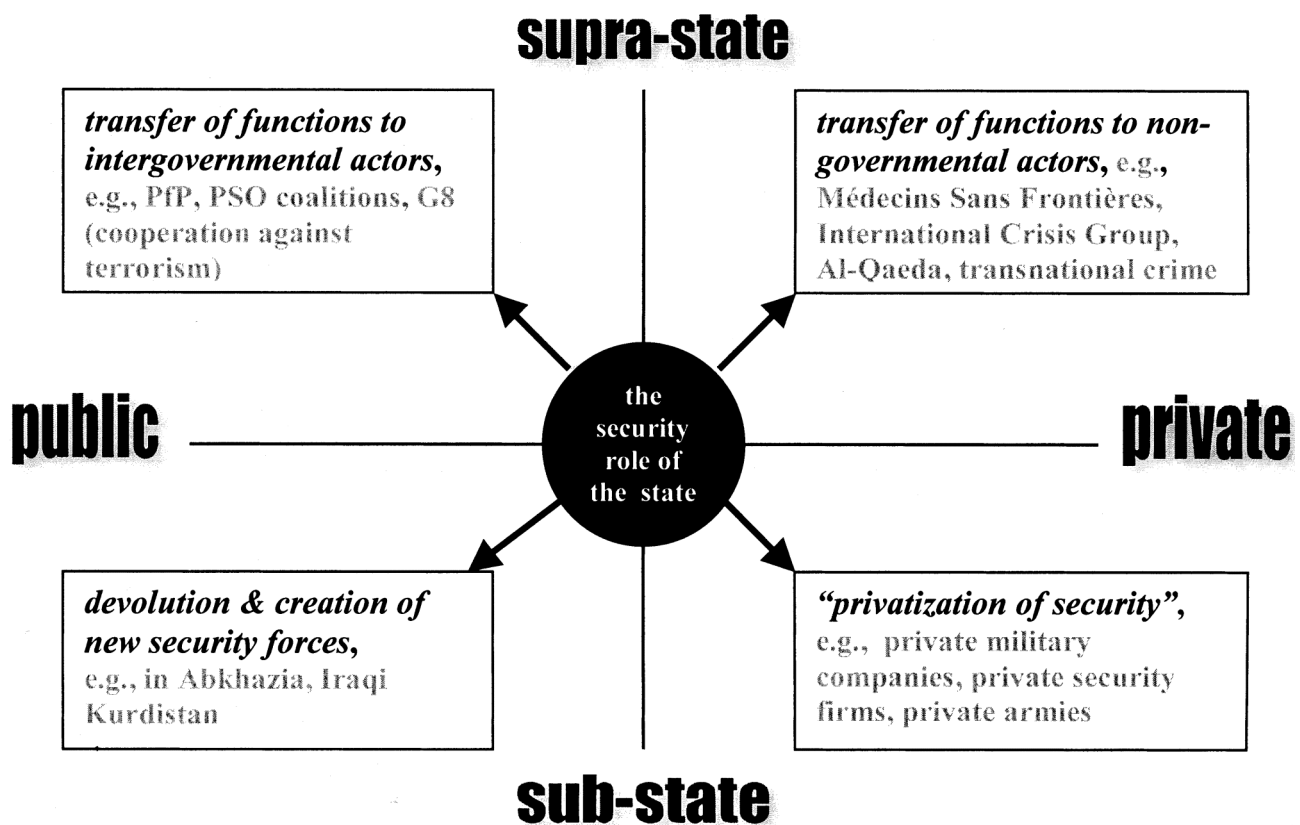 supra-state
transfer of functions to
intergovernmental actors,
e.g., PfP, PSO coalitions, G8
(cooperation against
terrorism)
transfer of functions to non-
governmental actors, e.g.,
Médecins Sans Frontières,
International Crisis Group,
Al-Qaeda, transnational crime
public
the
security
role of
the state
private
devolution & creation of
new security forces,
e.g., in Abkhazia, Iraqi
Kurdistan
“privatization of security”,
e.g., private military
companies, private security
firms, private armies
sub-state